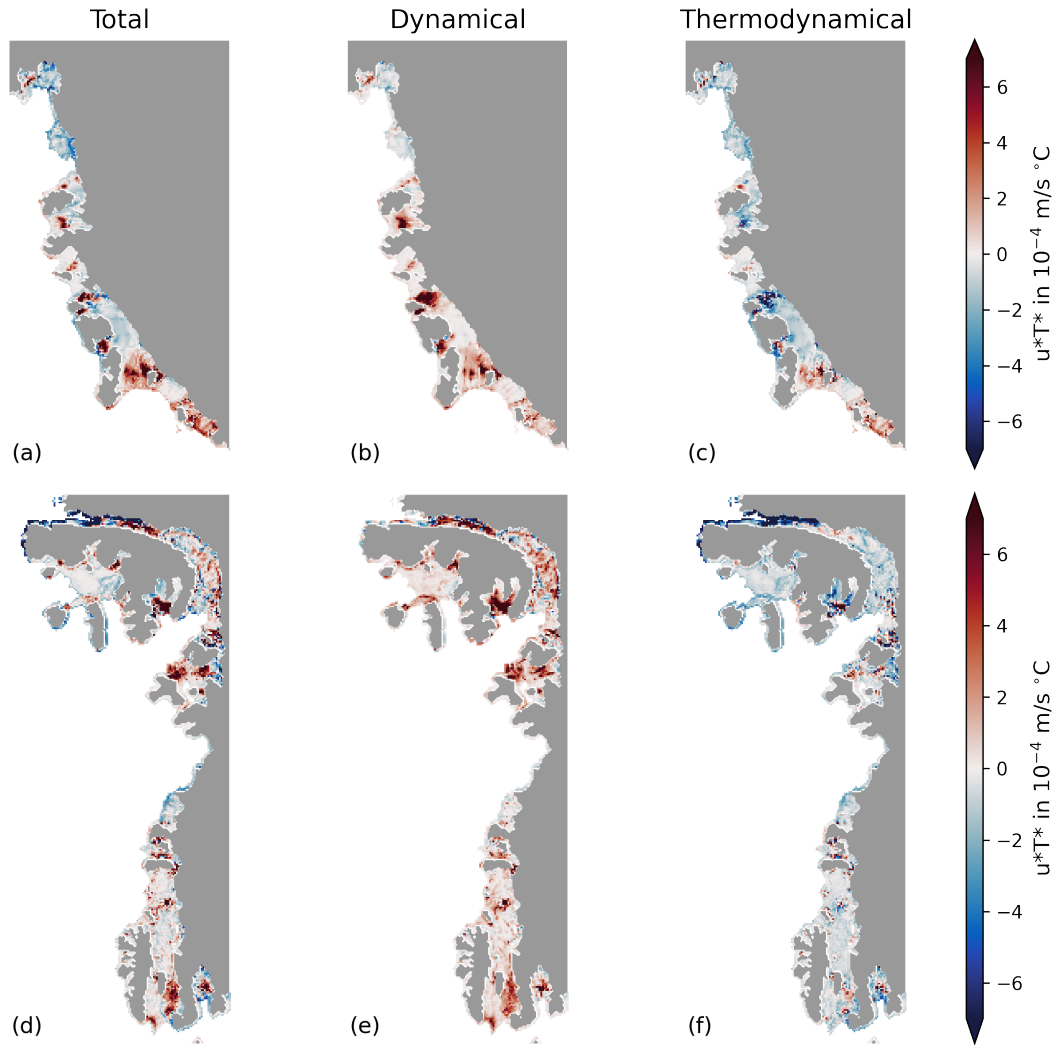 Total Dynamical Thermodynamical
6
4
2
0
−2
−4
−6
u*T* in 10⁻⁴ m/s °C
(a) (b) (c)
6
4
2
0
−2
−4
−6
u*T* in 10⁻⁴ m/s °C
(d) (e) (f)